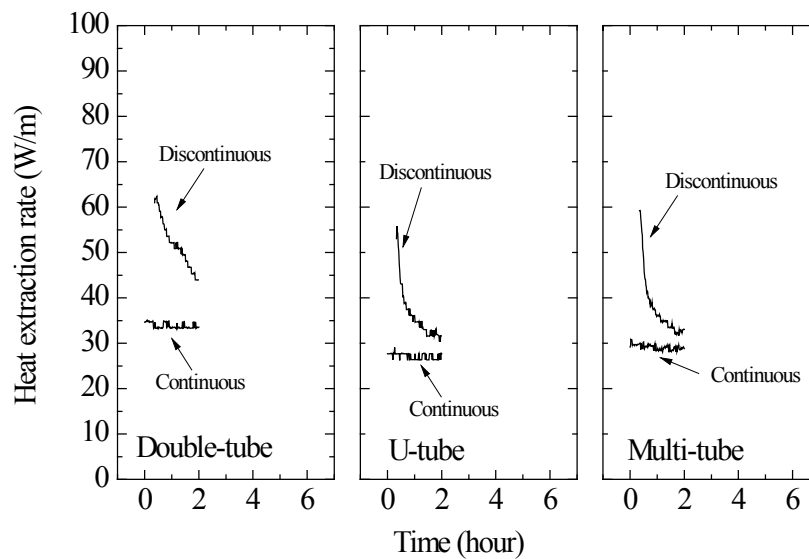 Heat extraction rate (W/m)
100
90
80
70
60
50
40
30
20
10
0
Discontinuous
Continuous
Double-tube
0 2 4 6
Discontinuous
Continuous
U-tube
0 2 4 6
Discontinuous
Continuous
Multi-tube
0 2 4 6
Time (hour)